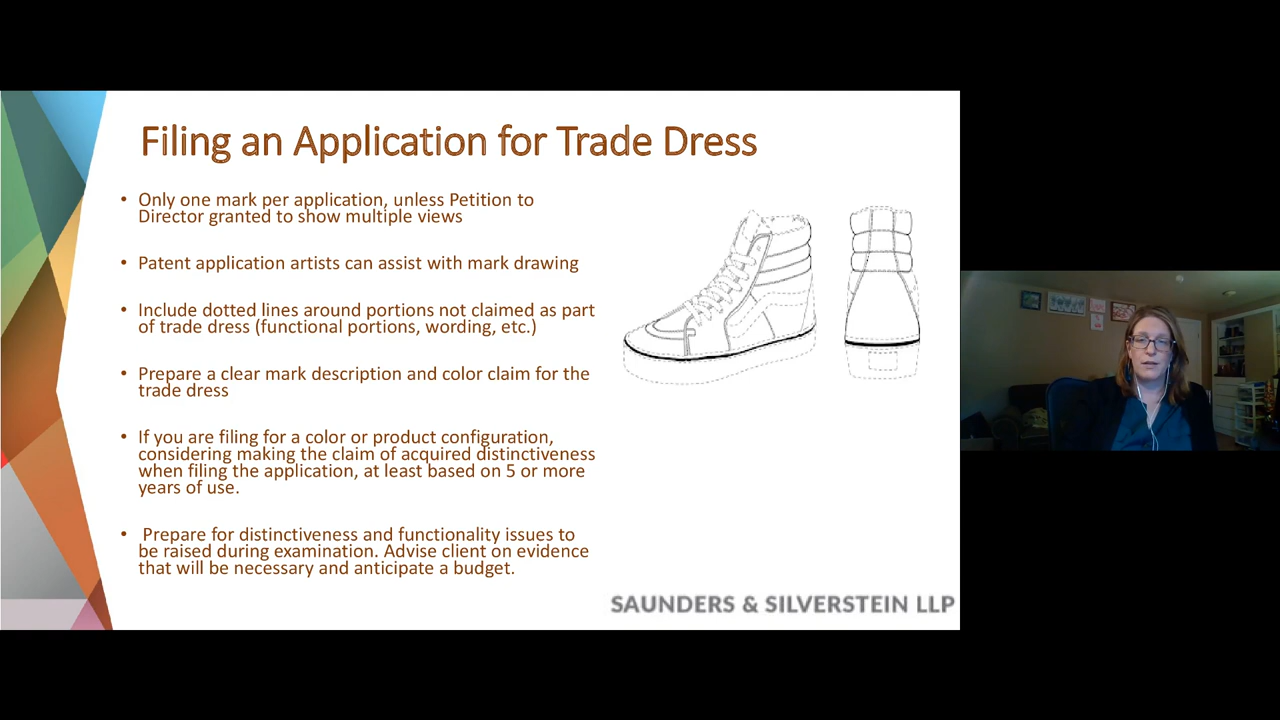 Filing an Application for Trade Dress
• Only one mark per application, unless Petition to
Director granted to show multiple views
• Patent application artists can assist with mark drawing
• Include dotted lines around portions not claimed as part
of trade dress (functional portions, wording, etc.)
• Prepare a clear mark description and color claim for the
trade dress
• If you are filing for a color or product configuration,
considering making the claim of acquired distinctiveness
when filing the application, at least based on 5 or more
years of use.
• Prepare for distinctiveness and functionality issues to
be raised during examination. Advise client on evidence
that will be necessary and anticipate a budget.
SAUNDERS & SILVERSTEIN LLP